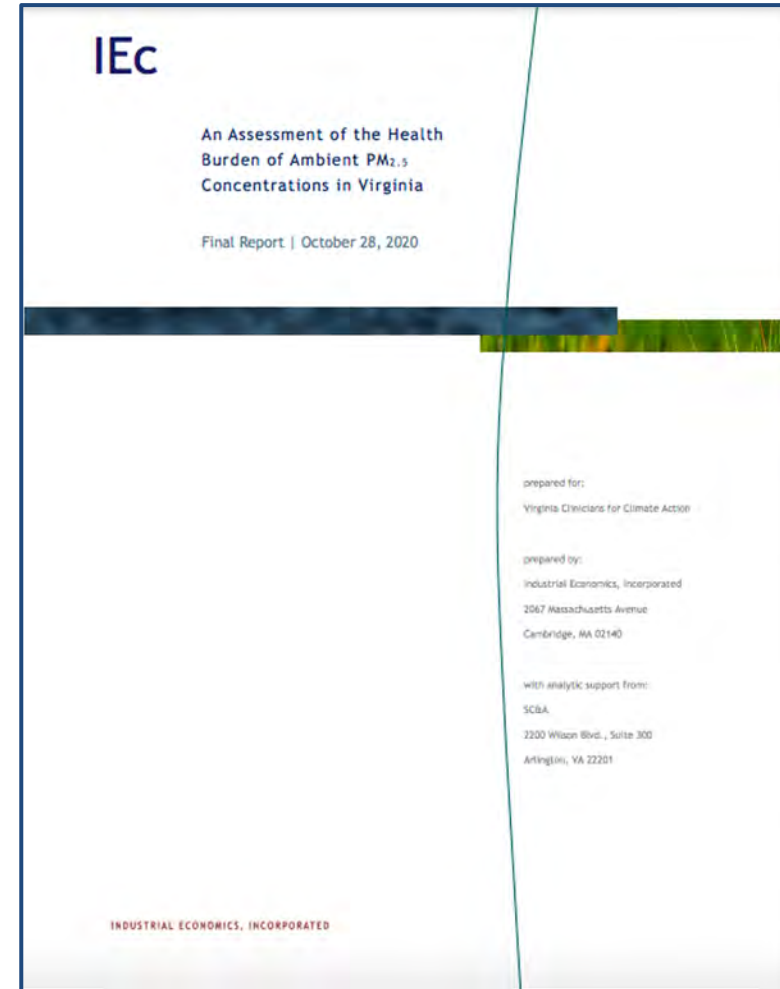 IEc
An Assessment of the Health
Burden of Ambient PM2.5
Concentrations in Virginia
Final Report | October 28, 2020
prepared for:
Virginia Clinicians for Climate Action
prepared by:
Industrial Economics, Incorporated
2067 Massachusetts Avenue
Cambridge, MA 02140
with analytic support from:
SC&A
2200 Wilson Blvd., Suite 300
Arlington, VA 22201
INDUSTRIAL ECONOMICS, INCORPORATED